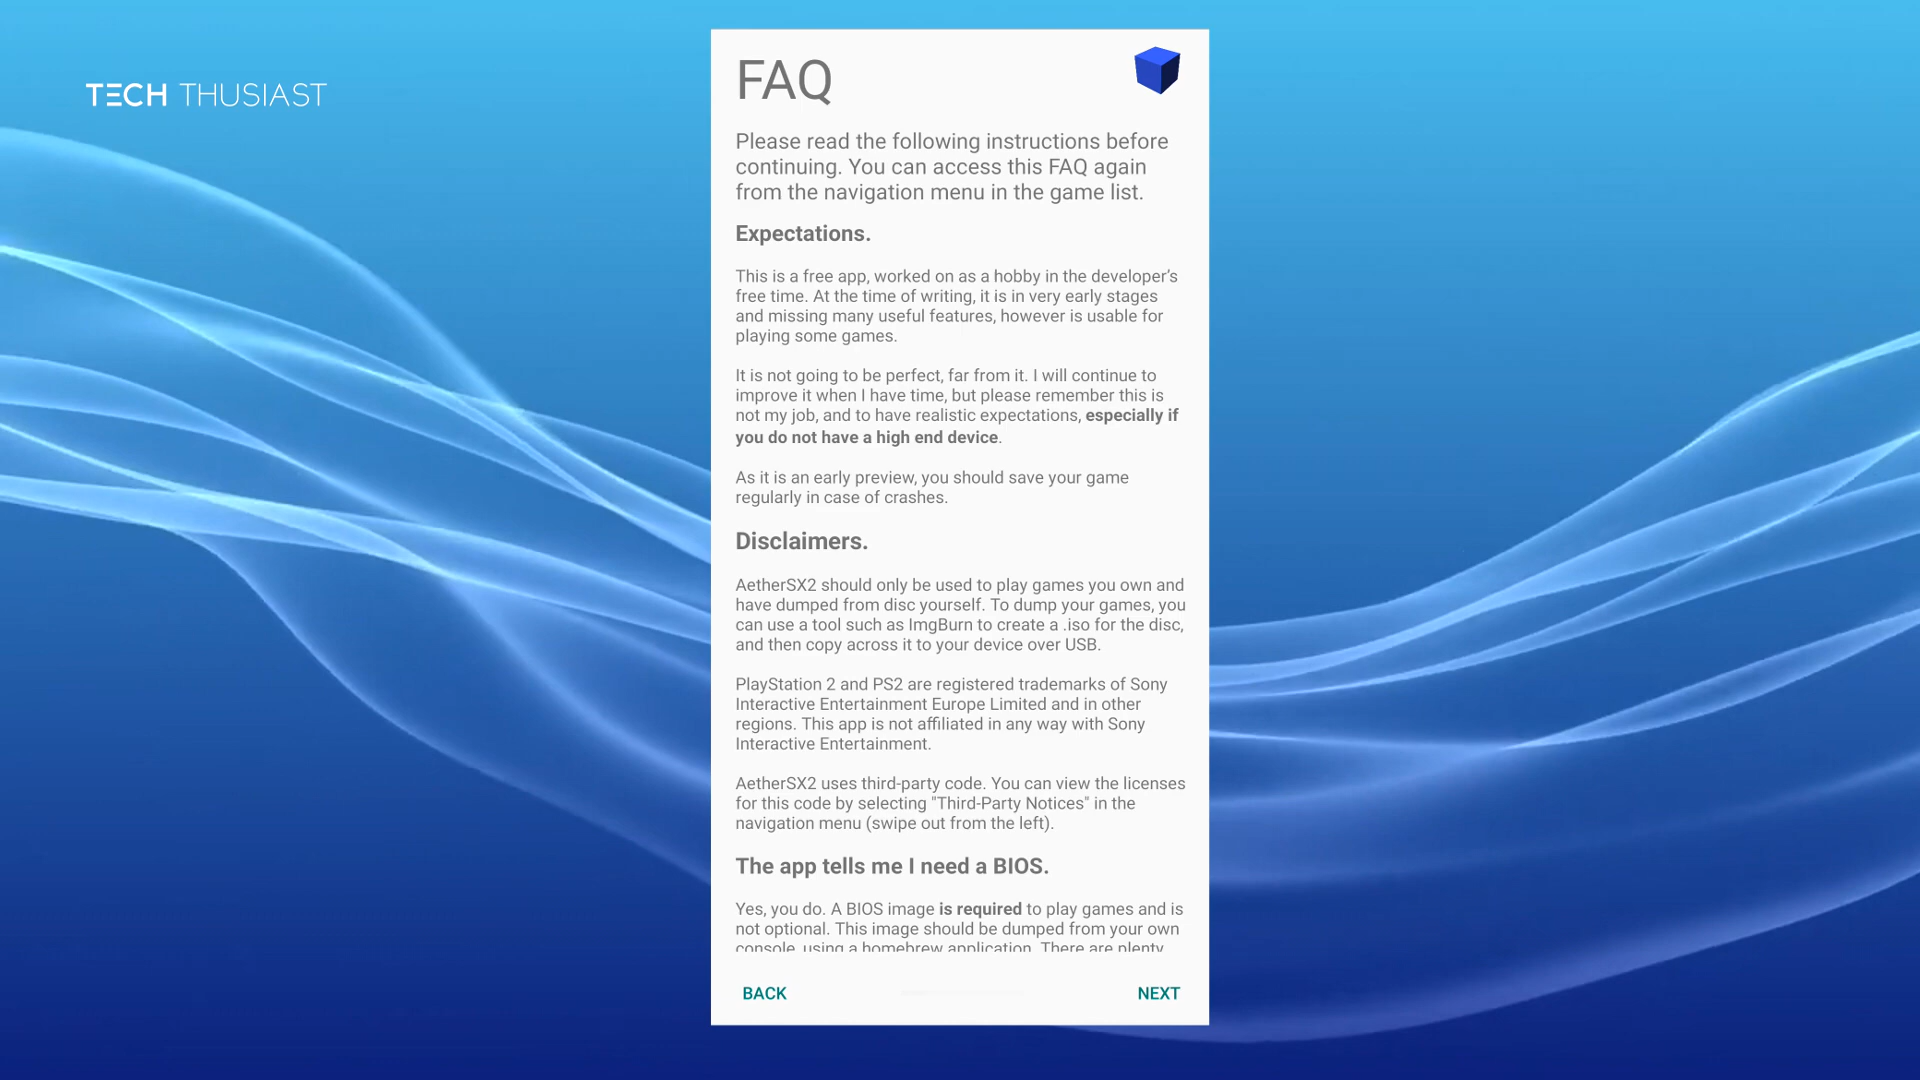 TECH THUSIAST
FAQ
Please read the following instructions before
continuing. You can access this FAQ again
from the navigation menu in the game list.
Expectations.
This is a free app, worked on as a hobby in the developer's
free time. At the time of writing, it is in very early stages
and missing many useful features, however is usable for
playing some games.
It is not going to be perfect, far from it. I will continue to
improve it when I have time, but please remember this is
not my job, and to have realistic expectations, especially if
you do not have a high end device.
As it is an early preview, you should save your game
regularly in case of crashes.
Disclaimers.
AetherSX2 should only be used to play games you own and
have dumped from disc yourself. To dump your games, you
can use a tool such as ImgBurn to create a .iso for the disc,
and then copy across it to your device over USB.
PlayStation 2 and PS2 are registered trademarks of Sony
Interactive Entertainment Europe Limited and in other
regions. This app is not affiliated in any way with Sony
Interactive Entertainment.
AetherSX2 uses third-party code. You can view the licenses
for this code by selecting "Third-Party Notices" in the
navigation menu (swipe out from the left).
The app tells me I need a BIOS.
Yes, you do. A BIOS image is required to play games and is
not optional. This image should be dumped from your own
console, using a homebrew application. There are plenty
BACK
NEXT